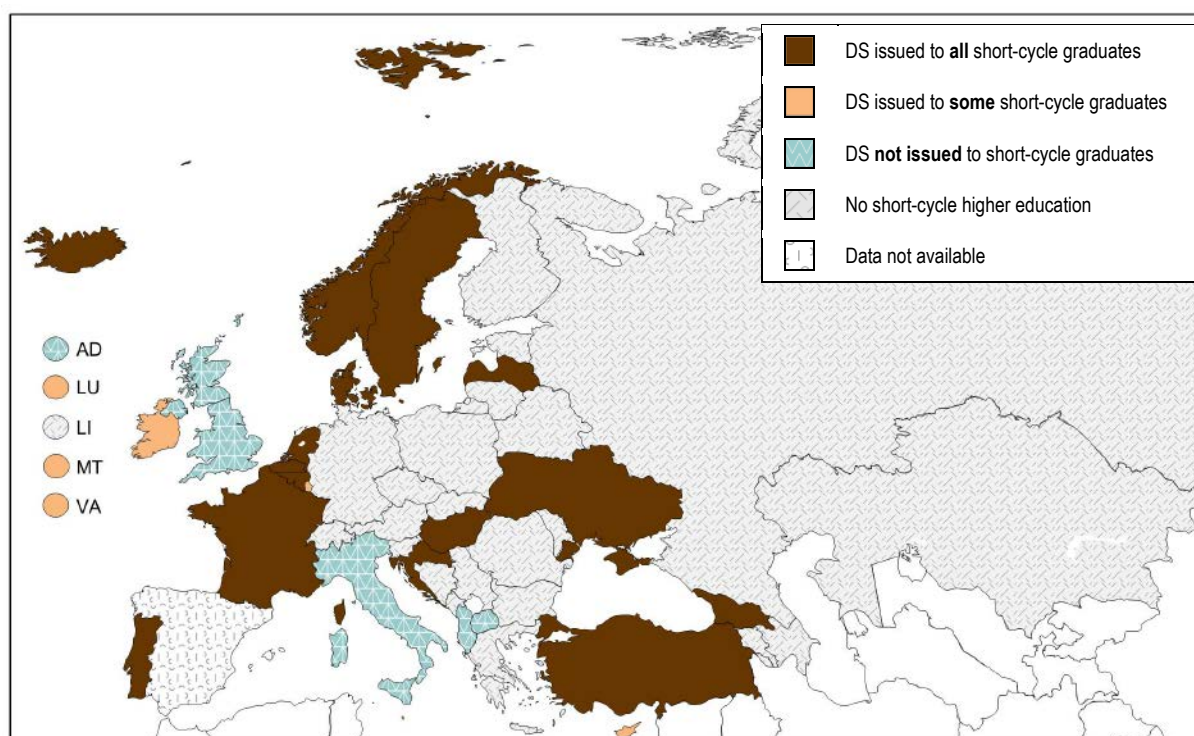 DS issued to all short-cycle graduates
DS issued to some short-cycle graduates
DS not issued to short-cycle graduates
No short-cycle higher education
Data not available
AD
LU
LI
MT
VA